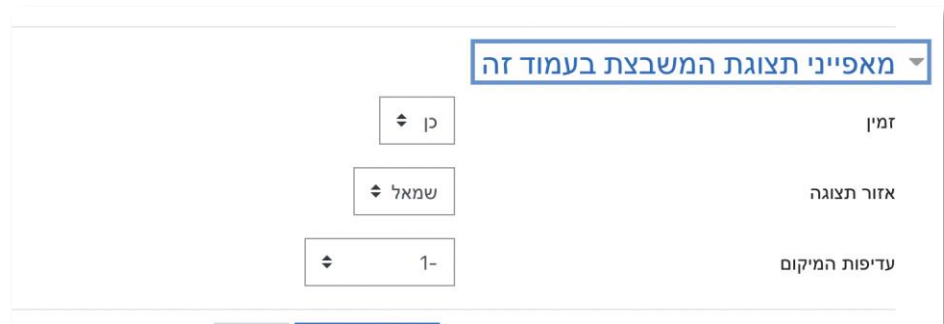 מאפייני תצוגת המשבצת בעמוד זה
זמין
כן
אזור תצוגה
שמאל
עדיפות המיקום
-1